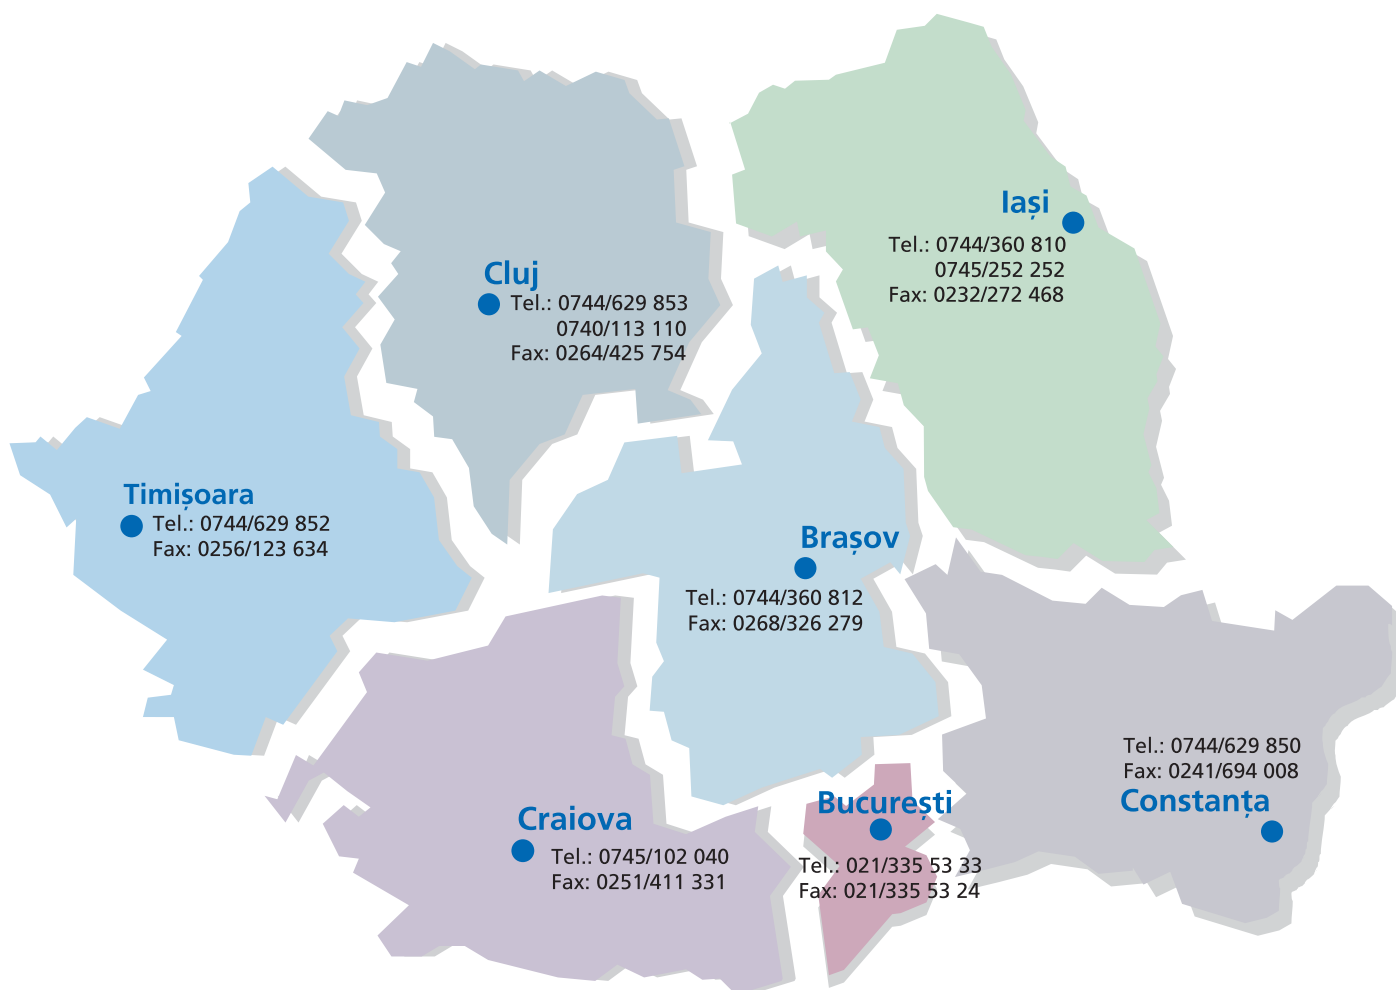 Iași
Tel.: 0744/360 810
0745/252 252
Fax: 0232/272 468
Cluj
Tel.: 0744/629 853
0740/113 110
Fax: 0264/425 754
Timișoara
Tel.: 0744/629 852
Fax: 0256/123 634
Brașov
Tel.: 0744/360 812
Fax: 0268/326 279
Tel.: 0744/629 850
Fax: 0241/694 008
Constanța
București
Tel.: 021/335 53 33
Fax: 021/335 53 24
Craiova
Tel.: 0745/102 040
Fax: 0251/411 331